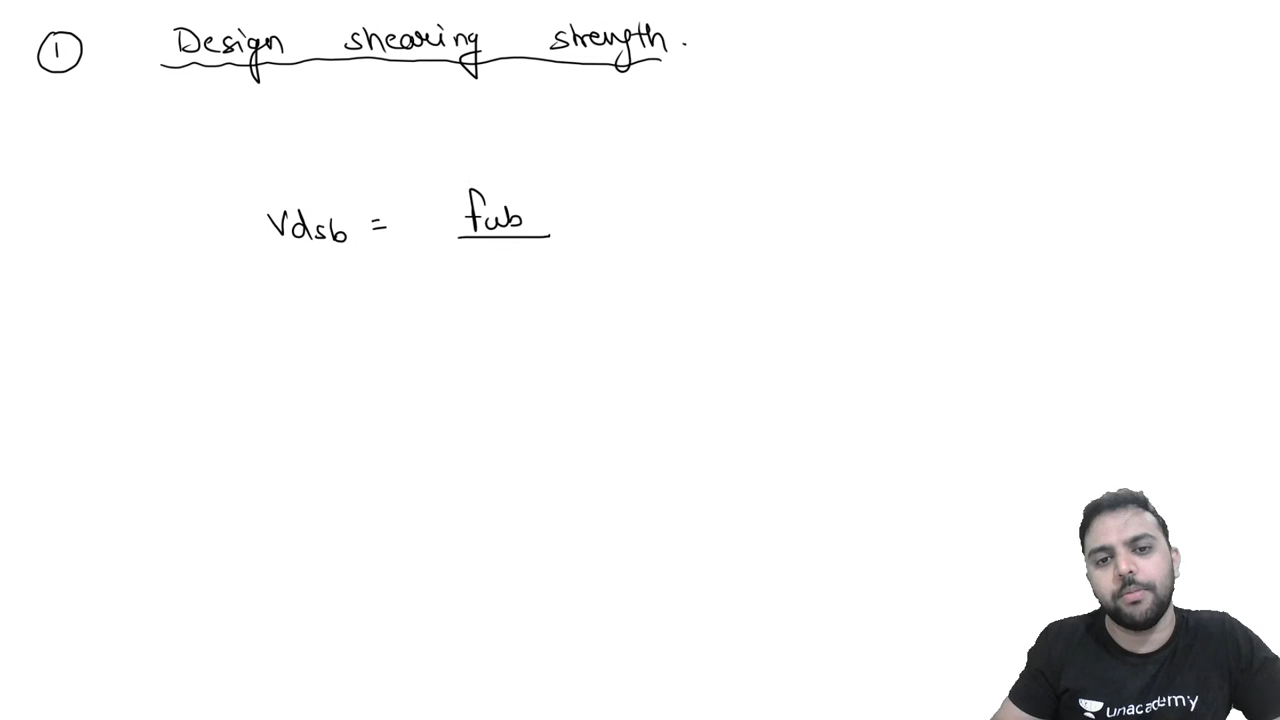 1 Design shearing strength.
Vdsb = fub
unacademy